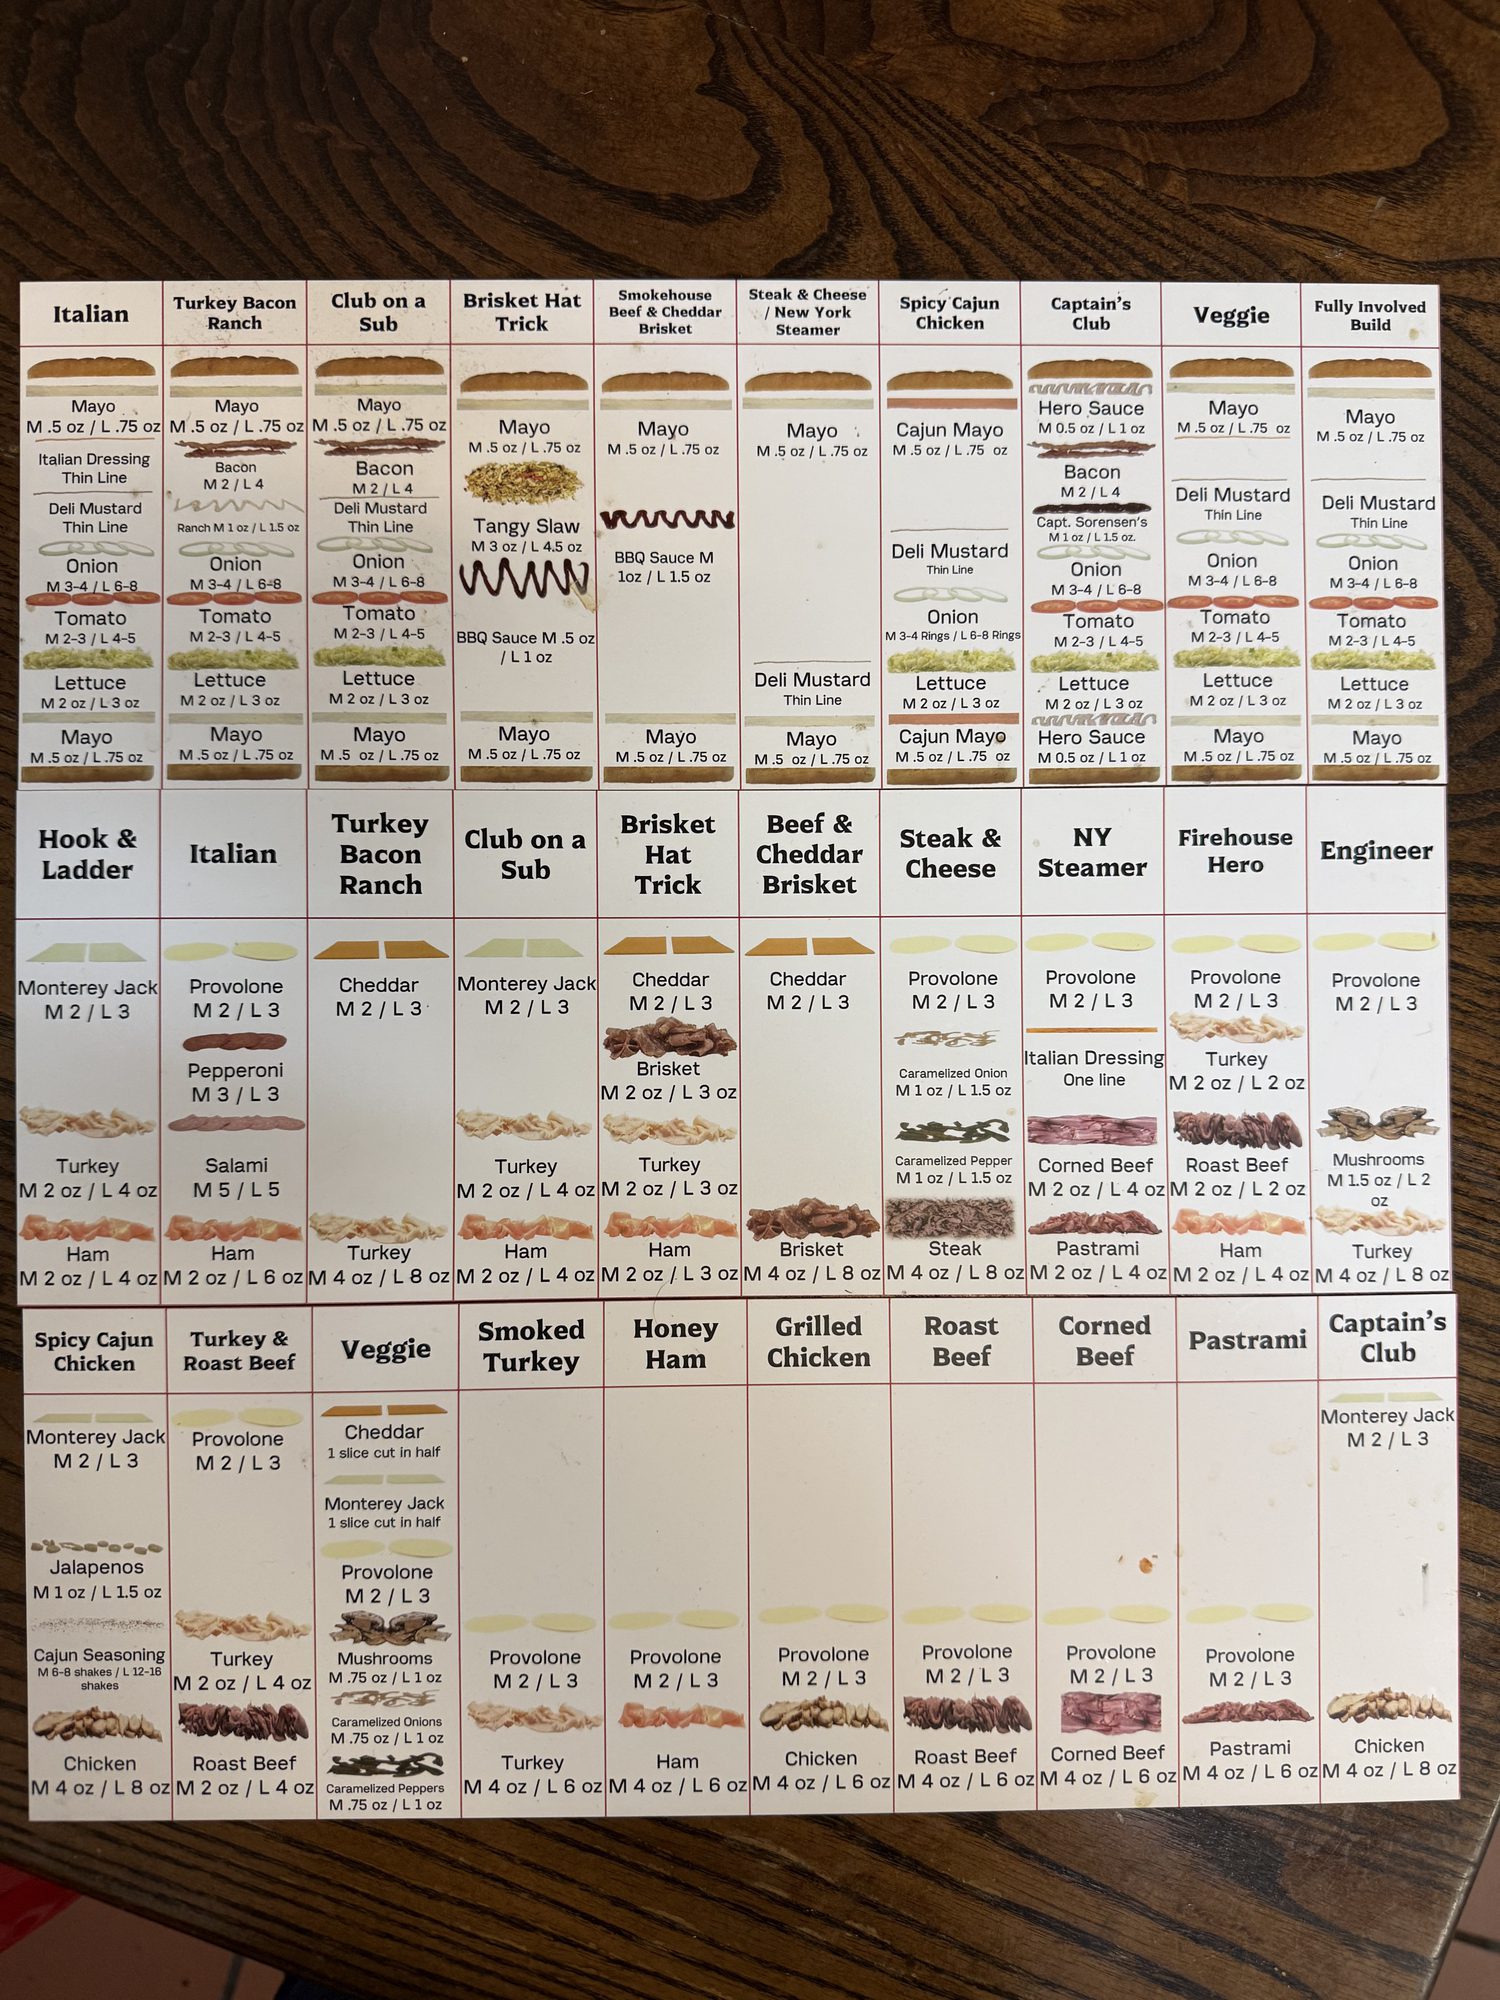 Italian
Mayo
M .5 oz / L .75 oz
Italian Dressing
Thin Line
Deli Mustard
Thin Line
Onion
M 3-4 / L 6-8
Tomato
M 2-3 / L 4-5
Lettuce
M 2 oz / L 3 oz
Mayo
M .5 oz / L .75 oz
Turkey Bacon
Ranch
Mayo
M .5 oz / L .75 oz
Bacon
M 2 / L 4
Ranch M 1 oz / L 1.5 oz
Onion
M 3-4 / L 6-8
Tomato
M 2-3 / L 4-5
Lettuce
M 2 oz / L 3 oz
Mayo
M .5 oz / L .75 oz
Club on a
Sub
Mayo
M .5 oz / L .75 oz
Bacon
M 2 / L 4
Deli Mustard
Thin Line
Onion
M 3-4 / L 6-8
Tomato
M 2-3 / L 4-5
Lettuce
M 2 oz / L 3 oz
Mayo
M .5 oz / L .75 oz
Brisket Hat
Trick
Mayo
M .5 oz / L .75 oz
Tangy Slaw
M 3 oz / L 4.5 oz
BBQ Sauce M .5 oz
/ L 1 oz
Mayo
M .5 oz / L .75 oz
Smokehouse
Beef & Cheddar
Brisket
Mayo
M .5 oz / L .75 oz
BBQ Sauce M
1oz / L 1.5 oz
Mayo
M .5 oz / L .75 oz
Steak & Cheese
/ New York
Steamer
Mayo
M .5 oz / L .75 oz
Deli Mustard
Thin Line
Mayo
M .5 oz / L .75 oz
Spicy Cajun
Chicken
Cajun Mayo
M .5 oz / L .75 oz
Deli Mustard
Thin Line
Onion
M 3-4 Rings / L 6-8 Rings
Lettuce
M 2 oz / L 3 oz
Cajun Mayo
M .5 oz / L .75 oz
Captain's
Club
Hero Sauce
M 0.5 oz / L 1 oz
Bacon
M 2 / L 4
Capt. Sorensen's
M 1 oz / L 1.5 oz.
Onion
M 3-4 / L 6-8
Tomato
M 2-3 / L 4-5
Lettuce
M 2 oz / L 3 oz
Hero Sauce
M 0.5 oz / L 1 oz
Veggie
Mayo
M .5 oz / L .75 oz
Deli Mustard
Thin Line
Onion
M 3-4 / L 6-8
Tomato
M 2-3 / L 4-5
Lettuce
M 2 oz / L 3 oz
Mayo
M .5 oz / L .75 oz
Fully Involved
Build
Mayo
M .5 oz / L .75 oz
Deli Mustard
Thin Line
Onion
M 3-4 / L 6-8
Tomato
M 2-3 / L 4-5
Lettuce
M 2 oz / L 3 oz
Mayo
M .5 oz / L .75 oz
Hook &
Ladder
Monterey Jack
M 2 / L 3
Turkey
M 2 oz / L 4 oz
Ham
M 2 oz / L 4 oz
Italian
Provolone
M 2 / L 3
Pepperoni
M 3 / L 3
Salami
M 5 / L 5
Ham
M 2 oz / L 6 oz
Turkey
Bacon
Ranch
Cheddar
M 2 / L 3
Turkey
M 4 oz / L 8 oz
Club on a
Sub
Monterey Jack
M 2 / L 3
Turkey
M 2 oz / L 4 oz
Ham
M 2 oz / L 4 oz
Brisket
Hat
Trick
Cheddar
M 2 / L 3
Brisket
M 2 oz / L 3 oz
Turkey
M 2 oz / L 3 oz
Ham
M 2 oz / L 3 oz
Beef &
Cheddar
Brisket
Cheddar
M 2 / L 3
Brisket
M 4 oz / L 8 oz
Steak &
Cheese
Provolone
M 2 / L 3
Caramelized Onion
M 1 oz / L 1.5 oz
Caramelized Pepper
M 1 oz / L 1.5 oz
Steak
M 4 oz / L 8 oz
NY
Steamer
Provolone
M 2 / L 3
Italian Dressing
One line
Corned Beef
M 2 oz / L 4 oz
Pastrami
M 2 oz / L 4 oz
Firehouse
Hero
Provolone
M 2 / L 3
Turkey
M 2 oz / L 2 oz
Roast Beef
M 2 oz / L 2 oz
Ham
M 2 oz / L 4 oz
Engineer
Provolone
M 2 / L 3
Mushrooms
M 1.5 oz / L 2
oz
Turkey
M 4 oz / L 8 oz
Spicy Cajun
Chicken
Monterey Jack
M 2 / L 3
Jalapenos
M 1 oz / L 1.5 oz
Cajun Seasoning
M 6-8 shakes / L 12-16
shakes
Chicken
M 4 oz / L 8 oz
Turkey &
Roast Beef
Provolone
M 2 / L 3
Turkey
M 2 oz / L 4 oz
Roast Beef
M 2 oz / L 4 oz
Veggie
Cheddar
1 slice cut in half
Monterey Jack
1 slice cut in half
Provolone
M 2 / L 3
Mushrooms
M .75 oz / L 1 oz
Caramelized Onions
M .75 oz / L 1 oz
Caramelized Peppers
M .75 oz / L 1 oz
Smoked
Turkey
Provolone
M 2 / L 3
Turkey
M 4 oz / L 6 oz
Honey
Ham
Provolone
M 2 / L 3
Ham
M 4 oz / L 6 oz
Grilled
Chicken
Provolone
M 2 / L 3
Chicken
M 4 oz / L 6 oz
Roast
Beef
Provolone
M 2 / L 3
Roast Beef
M 4 oz / L 6 oz
Corned
Beef
Provolone
M 2 / L 3
Corned Beef
M 4 oz / L 6 oz
Pastrami
Provolone
M 2 / L 3
Pastrami
M 4 oz / L 6 oz
Captain's
Club
Monterey Jack
M 2 / L 3
Chicken
M 4 oz / L 8 oz